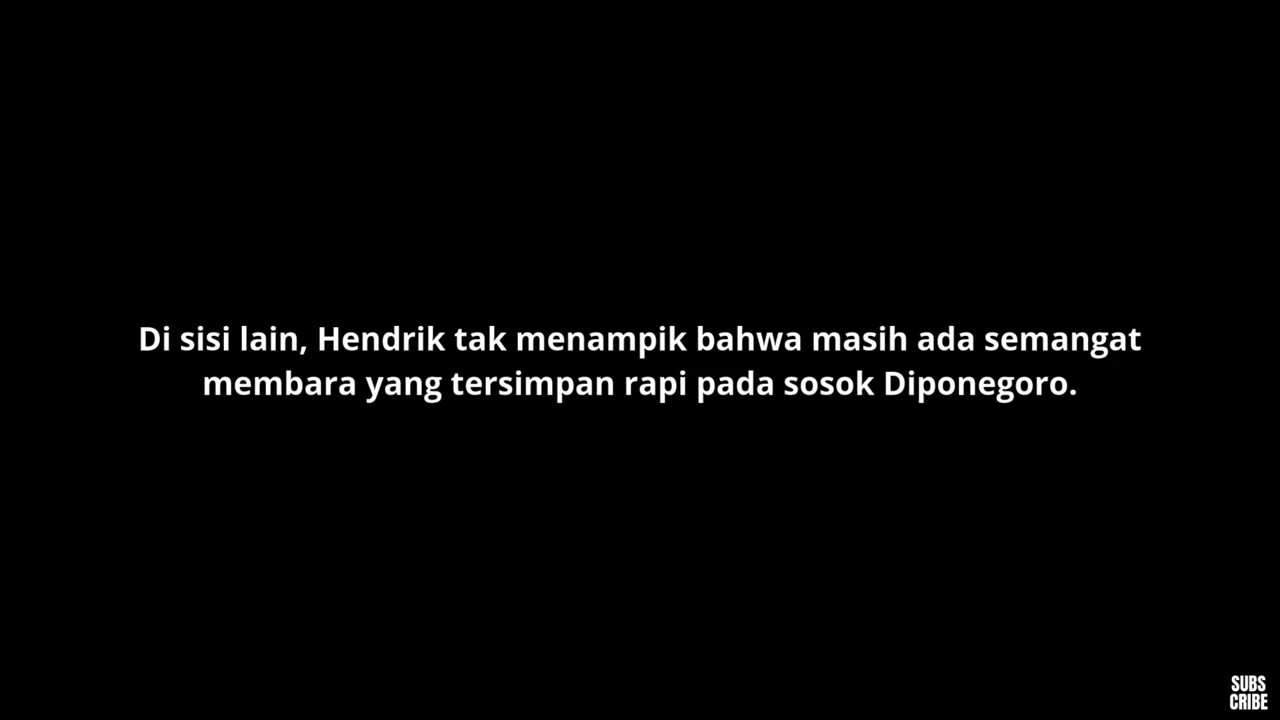 Di sisi lain, Hendrik tak menampik bahwa masih ada semangat
membara yang tersimpan rapi pada sosok Diponegoro.
SUBS
CRIBE